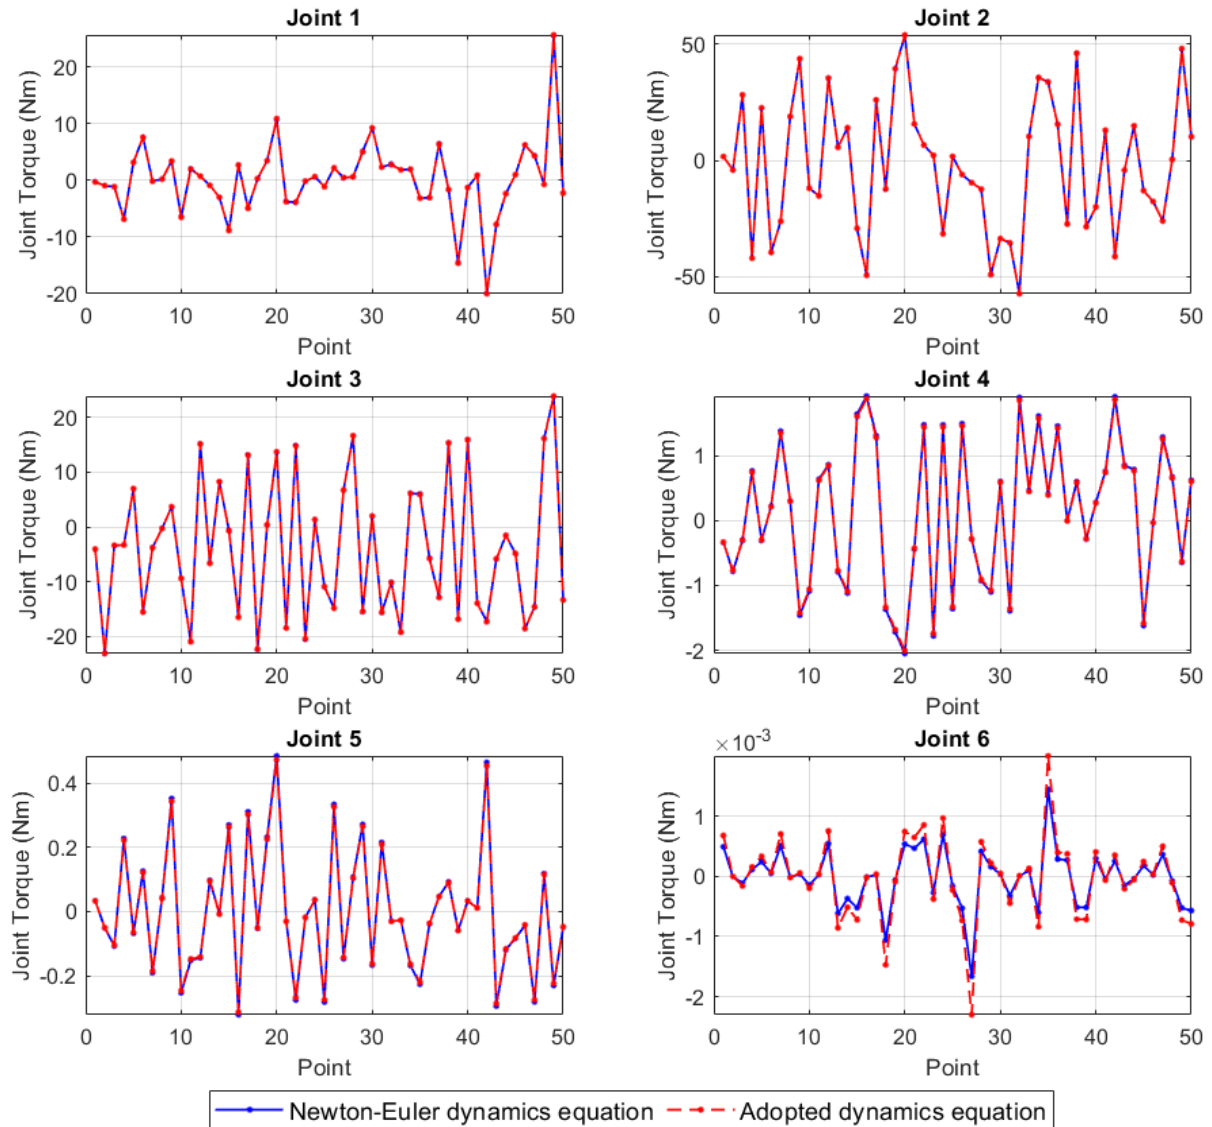 Joint 1
Joint Torque (Nm)
20
10
0
-10
-20
0 10 20 30 40 50
Point
Joint 2
Joint Torque (Nm)
50
0
-50
0 10 20 30 40 50
Point
Joint 3
Joint Torque (Nm)
20
10
0
-10
-20
0 10 20 30 40 50
Point
Joint 4
Joint Torque (Nm)
1
0
-1
-2
0 10 20 30 40 50
Point
Joint 5
Joint Torque (Nm)
0.4
0.2
0
-0.2
0 10 20 30 40 50
Point
Joint 6
×10⁻³
Joint Torque (Nm)
1
0
-1
-2
0 10 20 30 40 50
Point
Newton-Euler dynamics equation Adopted dynamics equation